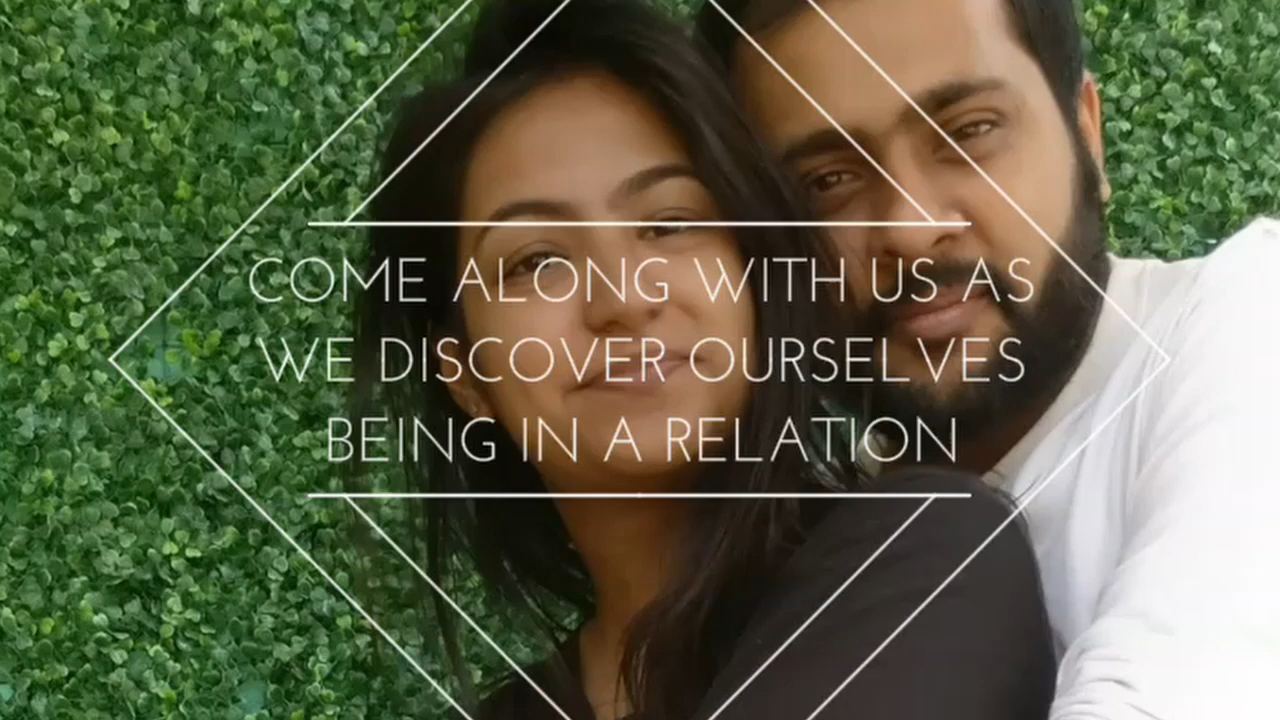 COME ALONG WITH US AS
WE DISCOVER OURSELVES
BEING IN A RELATION